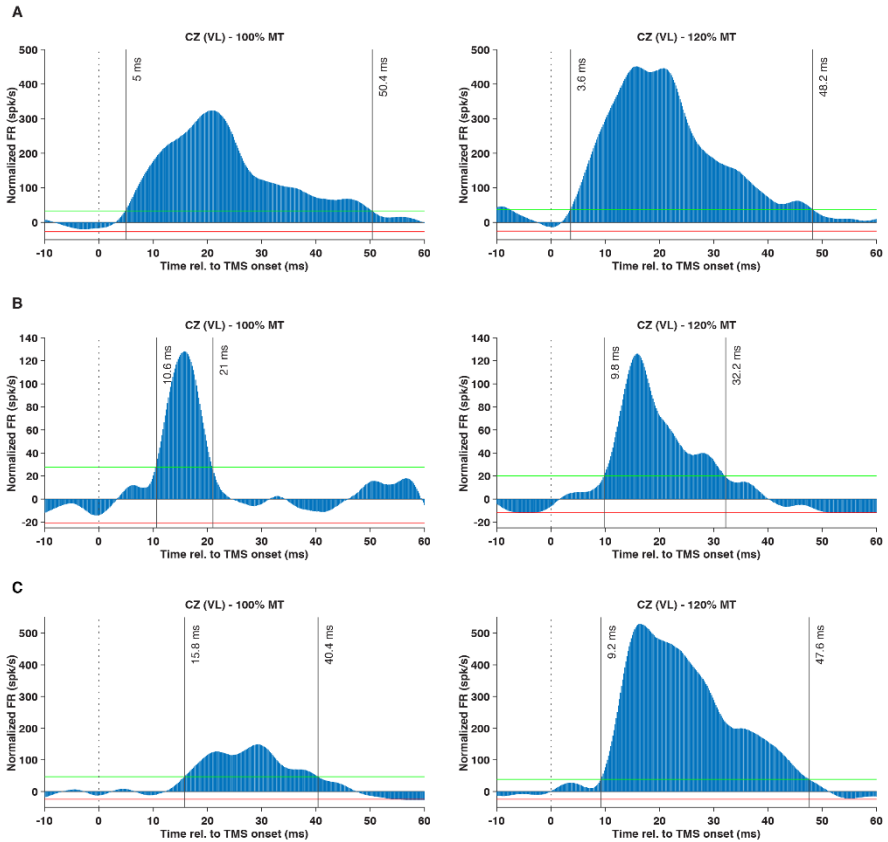 A
CZ (VL) - 100% MT
CZ (VL) - 120% MT
500
400
300
200
100
0
Normalized FR (spk/s)
5 ms
50.4 ms
-10 0 10 20 30 40 50 60
Time rel. to TMS onset (ms)
500
400
300
200
100
0
Normalized FR (spk/s)
3.6 ms
48.2 ms
-10 0 10 20 30 40 50 60
Time rel. to TMS onset (ms)
B
CZ (VL) - 100% MT
CZ (VL) - 120% MT
140
120
100
80
60
40
20
0
-20
Normalized FR (spk/s)
10.6 ms
21 ms
-10 0 10 20 30 40 50 60
Time rel. to TMS onset (ms)
140
120
100
80
60
40
20
0
-20
Normalized FR (spk/s)
9.8 ms
32.2 ms
-10 0 10 20 30 40 50 60
Time rel. to TMS onset (ms)
C
CZ (VL) - 100% MT
CZ (VL) - 120% MT
500
400
300
200
100
0
Normalized FR (spk/s)
15.8 ms
40.4 ms
-10 0 10 20 30 40 50 60
Time rel. to TMS onset (ms)
500
400
300
200
100
0
Normalized FR (spk/s)
9.2 ms
47.6 ms
-10 0 10 20 30 40 50 60
Time rel. to TMS onset (ms)